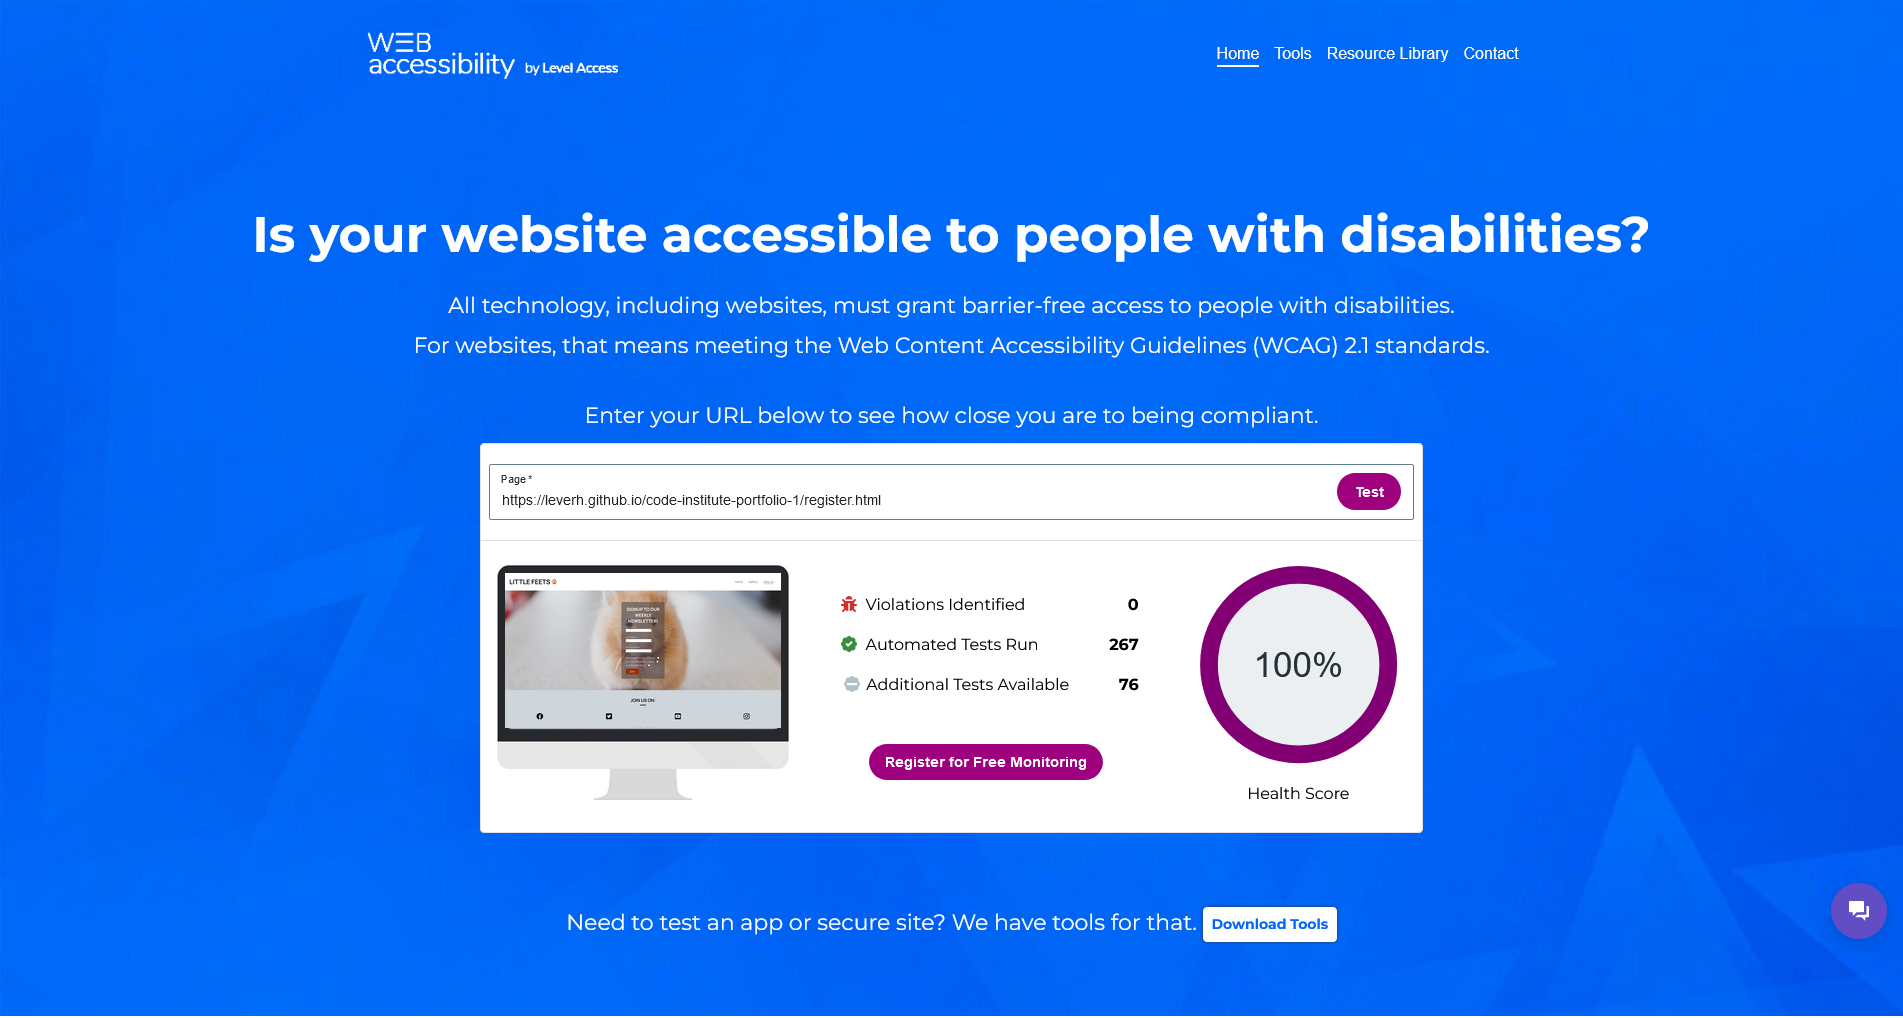 WEB
accessibility by Level Access
Home Tools Resource Library Contact
Is your website accessible to people with disabilities?
All technology, including websites, must grant barrier-free access to people with disabilities.
For websites, that means meeting the Web Content Accessibility Guidelines (WCAG) 2.1 standards.
Enter your URL below to see how close you are to being compliant.
Page *
https://leverh.github.io/code-institute-portfolio-1/register.html
Test
LITTLE FEETS
SIGNUP TO OUR
WEEKLY
NEWSLETTER!
JOIN US ON:
Violations Identified 0
Automated Tests Run 267
Additional Tests Available 76
Register for Free Monitoring
100%
Health Score
Need to test an app or secure site? We have tools for that. Download Tools